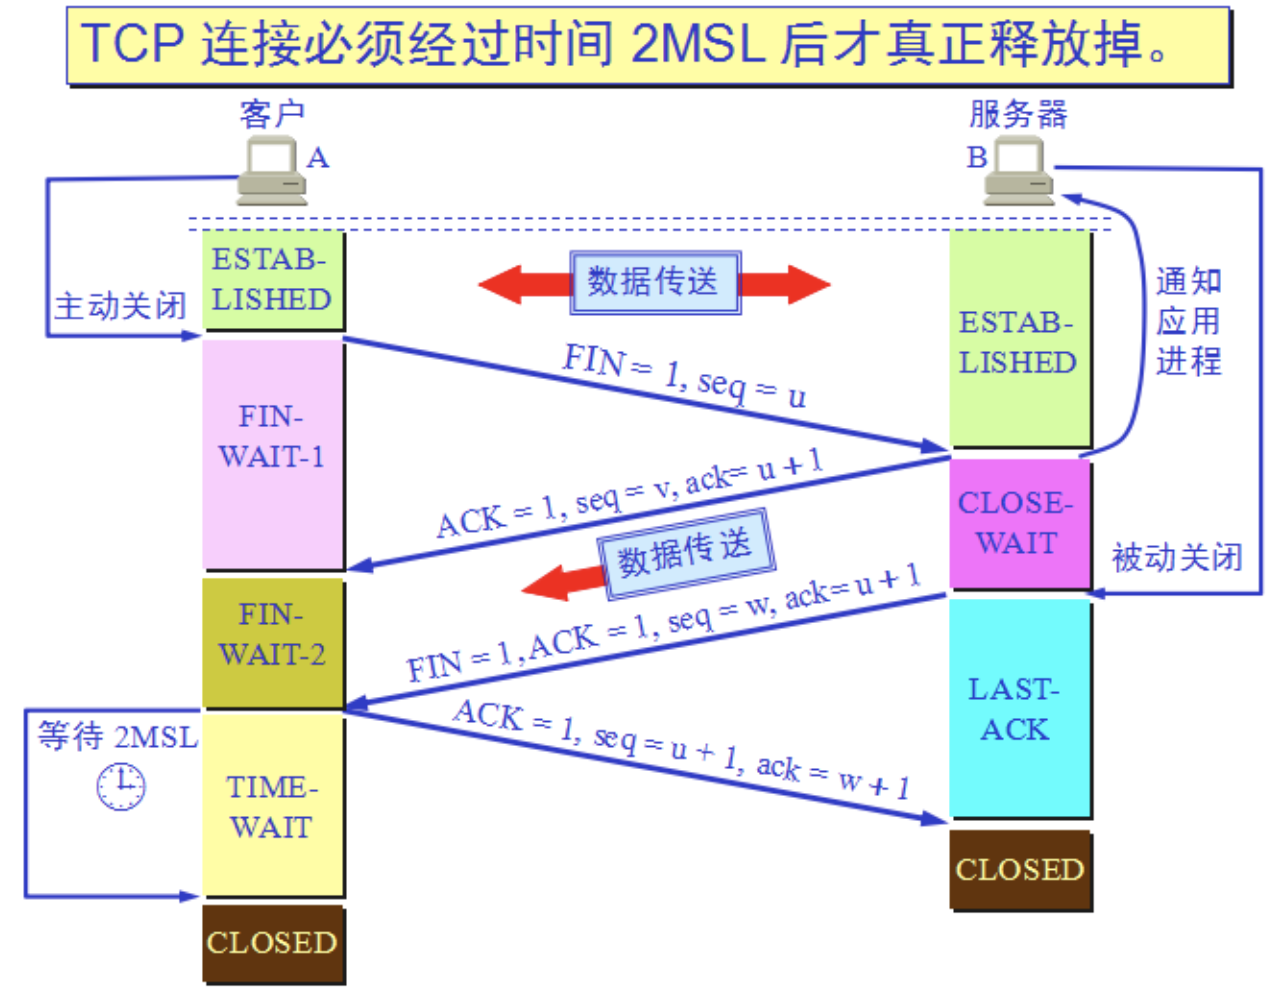 TCP 连接必须经过时间 2MSL 后才真正释放掉。
客户
A
服务器
B
ESTAB-
LISHED
数据传送
主动关闭
ESTAB-
LISHED
通知
应用
进程
FIN = 1, seq = u
FIN-
WAIT-1
ACK = 1, seq = v, ack= u + 1
CLOSE-
WAIT
数据传送
被动关闭
FIN-
WAIT-2
FIN = 1, ACK = 1, seq = w, ack= u + 1
LAST-
ACK
等待 2MSL
ACK = 1, seq = u + 1, ack = w + 1
TIME-
WAIT
CLOSED
CLOSED